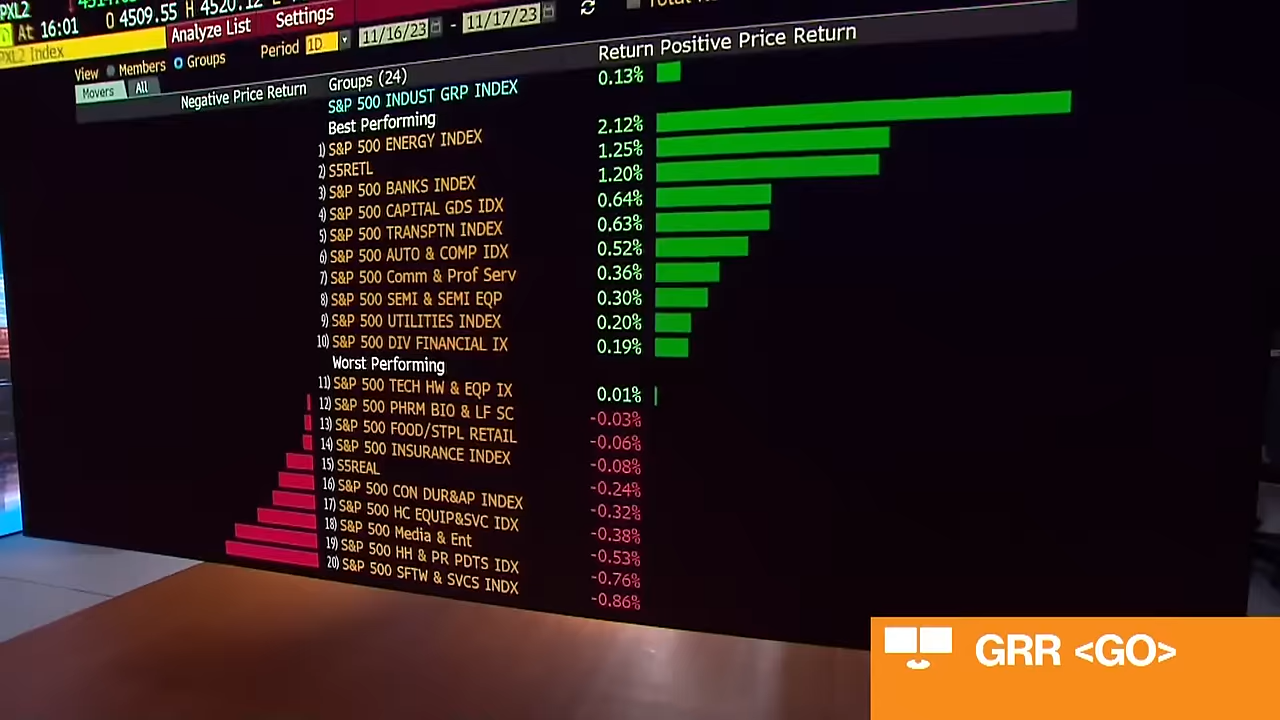 PXL2
At 16:01 O 4509.55 H 4520.12
PXL2 Index Analyze List Settings
View Members Groups Period 1D 11/16/23 - 11/17/23
Movers All
Negative Price Return Groups (24) Return Positive Price Return
S&P 500 INDUST GRP INDEX 0.13%
Best Performing
1) S&P 500 ENERGY INDEX 2.12%
2) S5RETL 1.25%
3) S&P 500 BANKS INDEX 1.20%
4) S&P 500 CAPITAL GDS IDX 0.64%
5) S&P 500 TRANSPTN INDEX 0.63%
6) S&P 500 AUTO & COMP IDX 0.52%
7) S&P 500 Comm & Prof Serv 0.36%
8) S&P 500 SEMI & SEMI EQP 0.30%
9) S&P 500 UTILITIES INDEX 0.20%
10) S&P 500 DIV FINANCIAL IX 0.19%
Worst Performing
11) S&P 500 TECH HW & EQP IX 0.01%
12) S&P 500 PHRM BIO & LF SC -0.03%
13) S&P 500 FOOD/STPL RETAIL -0.06%
14) S&P 500 INSURANCE INDEX -0.08%
15) S5REAL -0.24%
16) S&P 500 CON DUR&AP INDEX -0.32%
17) S&P 500 HC EQUIP&SVC IDX -0.38%
18) S&P 500 Media & Ent -0.53%
19) S&P 500 HH & PR PDTS IDX -0.76%
20) S&P 500 SFTW & SVCS INDX -0.86%
GRR <GO>